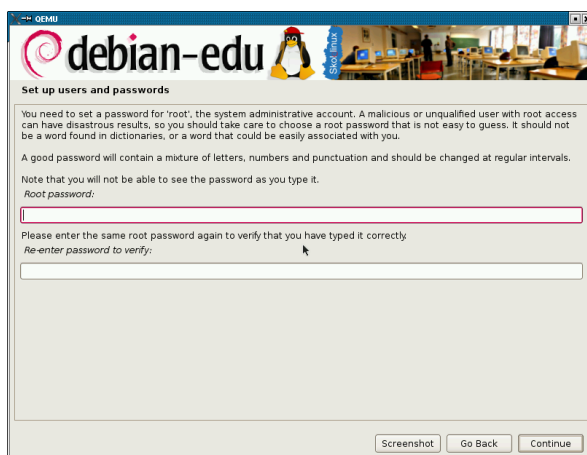 QEMU
debian-edu
Skolelinux
Set up users and passwords
You need to set a password for 'root', the system administrative account. A malicious or unqualified user with root access
can have disastrous results, so you should take care to choose a root password that is not easy to guess. It should not
be a word found in dictionaries, or a word that could be easily associated with you.
A good password will contain a mixture of letters, numbers and punctuation and should be changed at regular intervals.
Note that you will not be able to see the password as you type it.
Root password:
Please enter the same root password again to verify that you have typed it correctly.
Re-enter password to verify:
Screenshot
Go Back
Continue